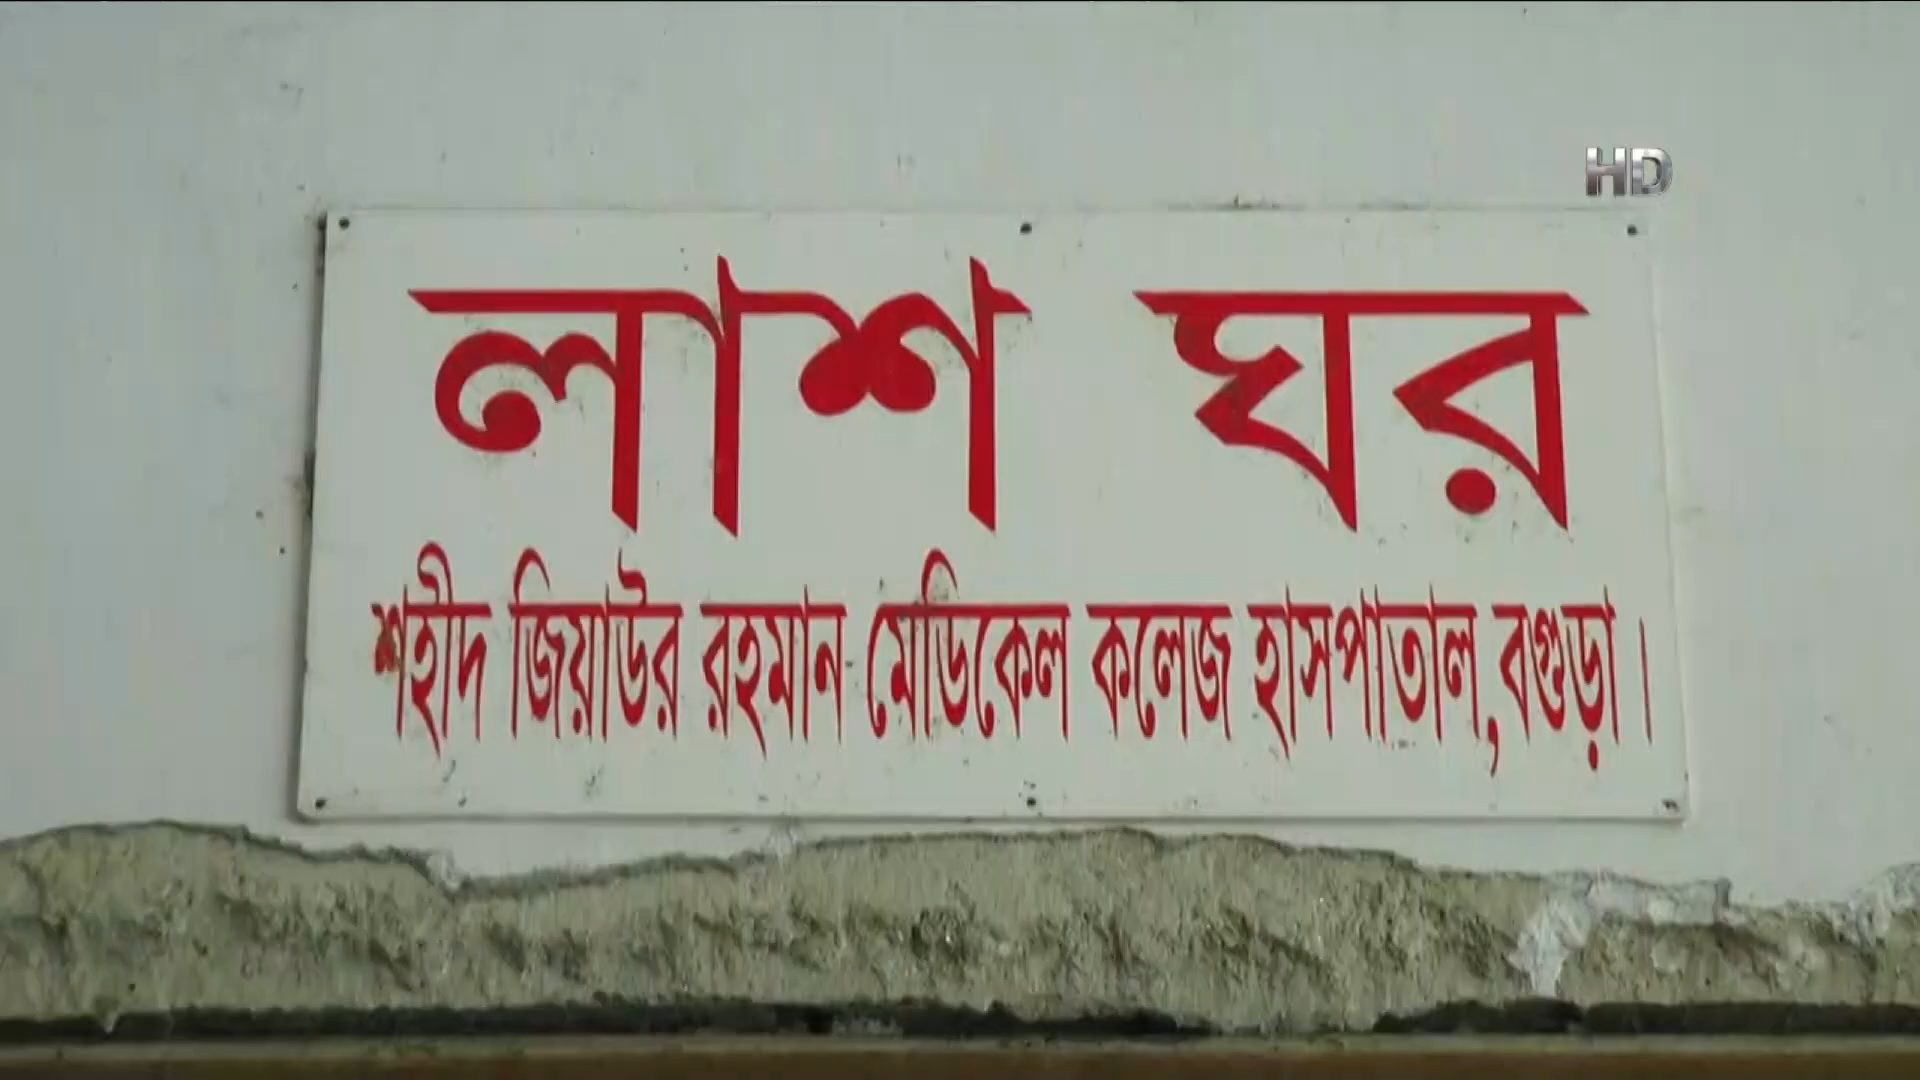 HD
লাশ ঘর
শহীদ জিয়াউর রহমান মেডিকেল কলেজ হাসপাতাল, বগুড়া।